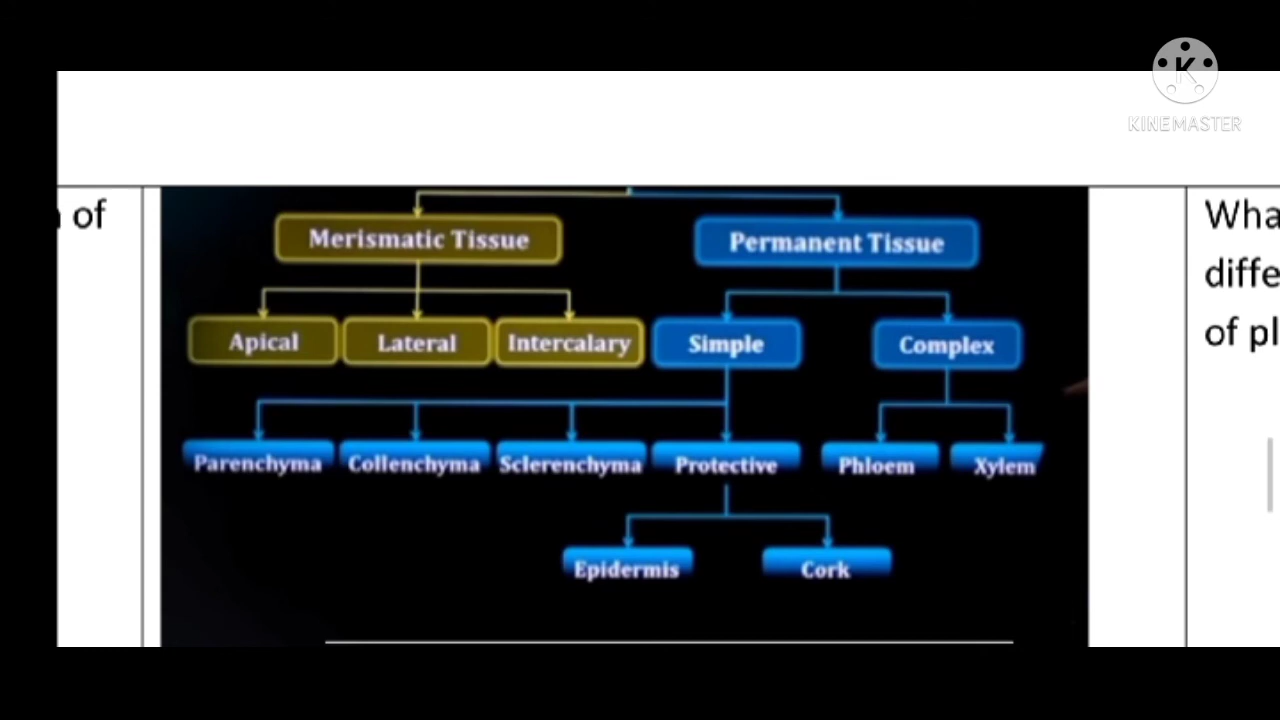 KINEMASTER
of
Wha
diffe
of pl
Merismatic Tissue
Permanent Tissue
Apical
Lateral
Intercalary
Simple
Complex
Parenchyma
Collenchyma
Sclerenchyma
Protective
Phloem
Xylem
Epidermis
Cork